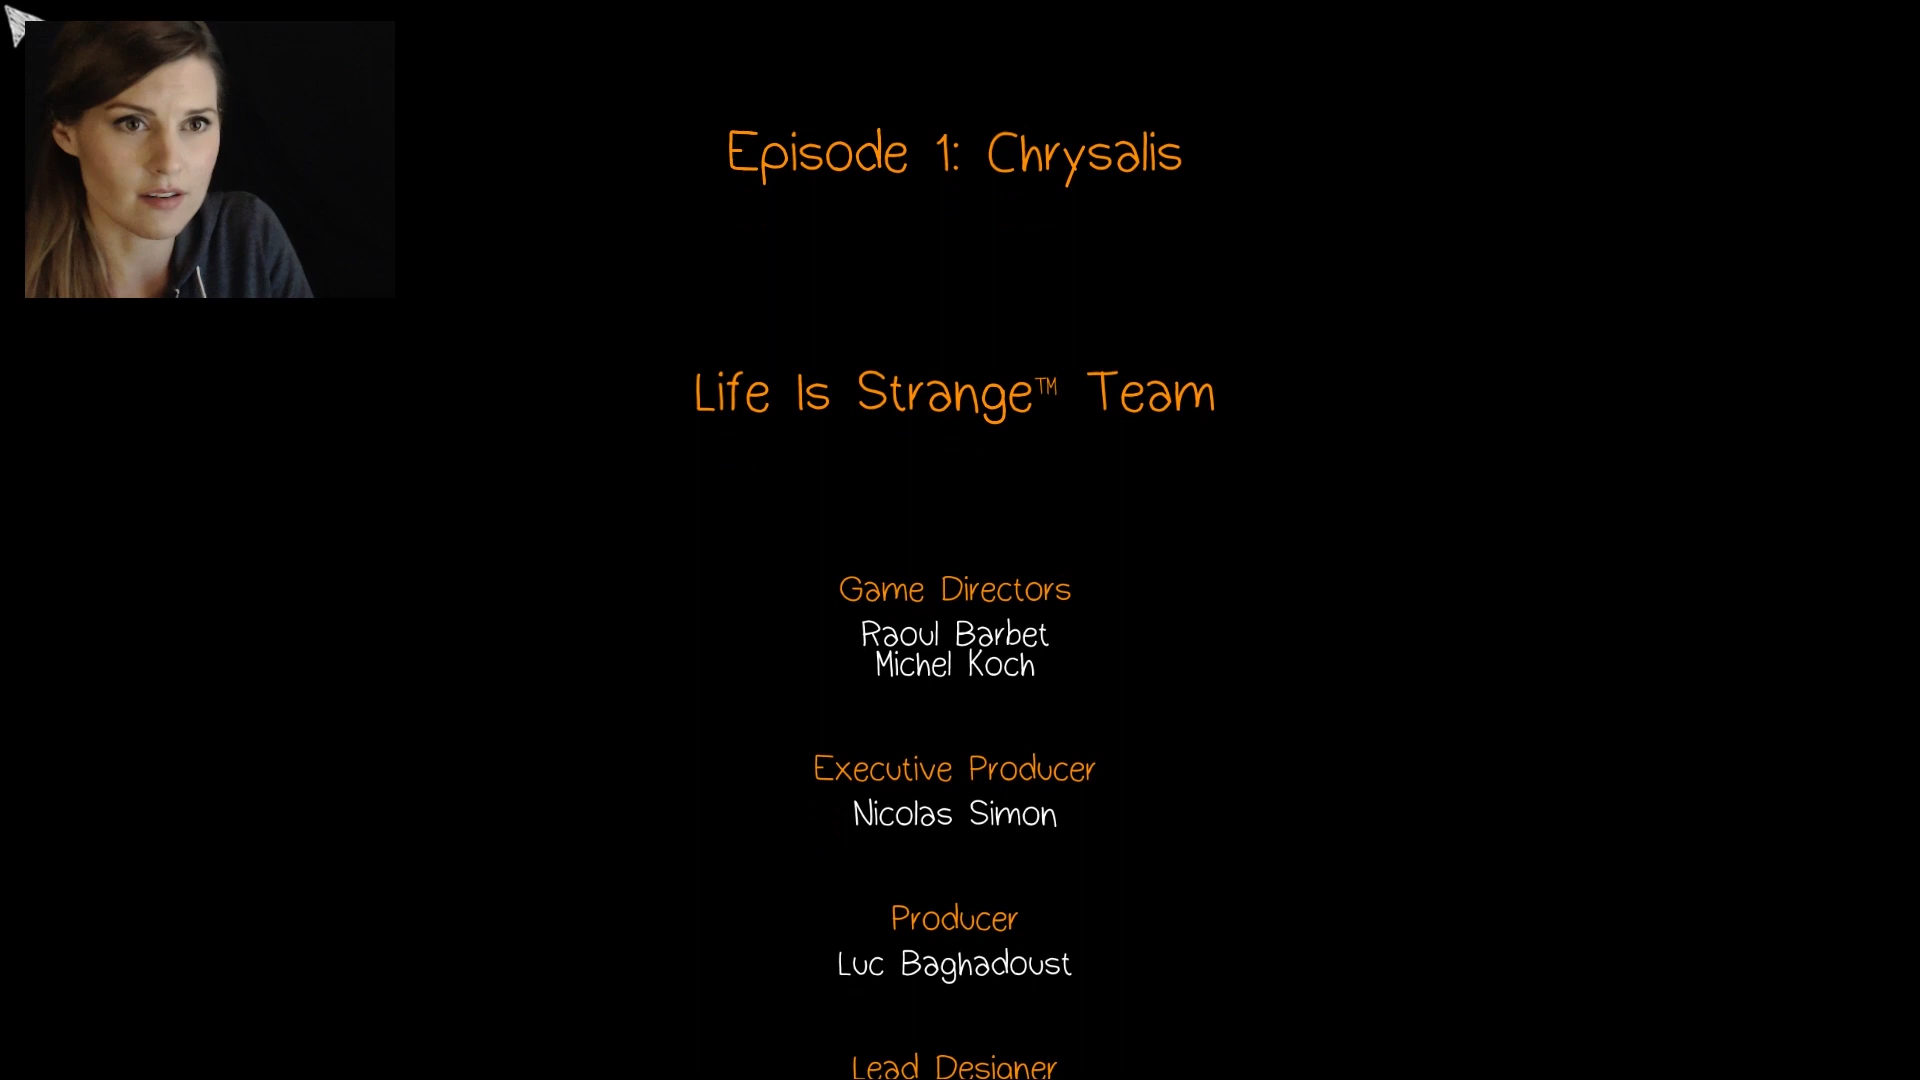 Episode 1: Chrysalis
Life Is Strange™ Team
Game Directors
Raoul Barbet
Michel Koch
Executive Producer
Nicolas Simon
Producer
Luc Baghadoust
Lead Designer